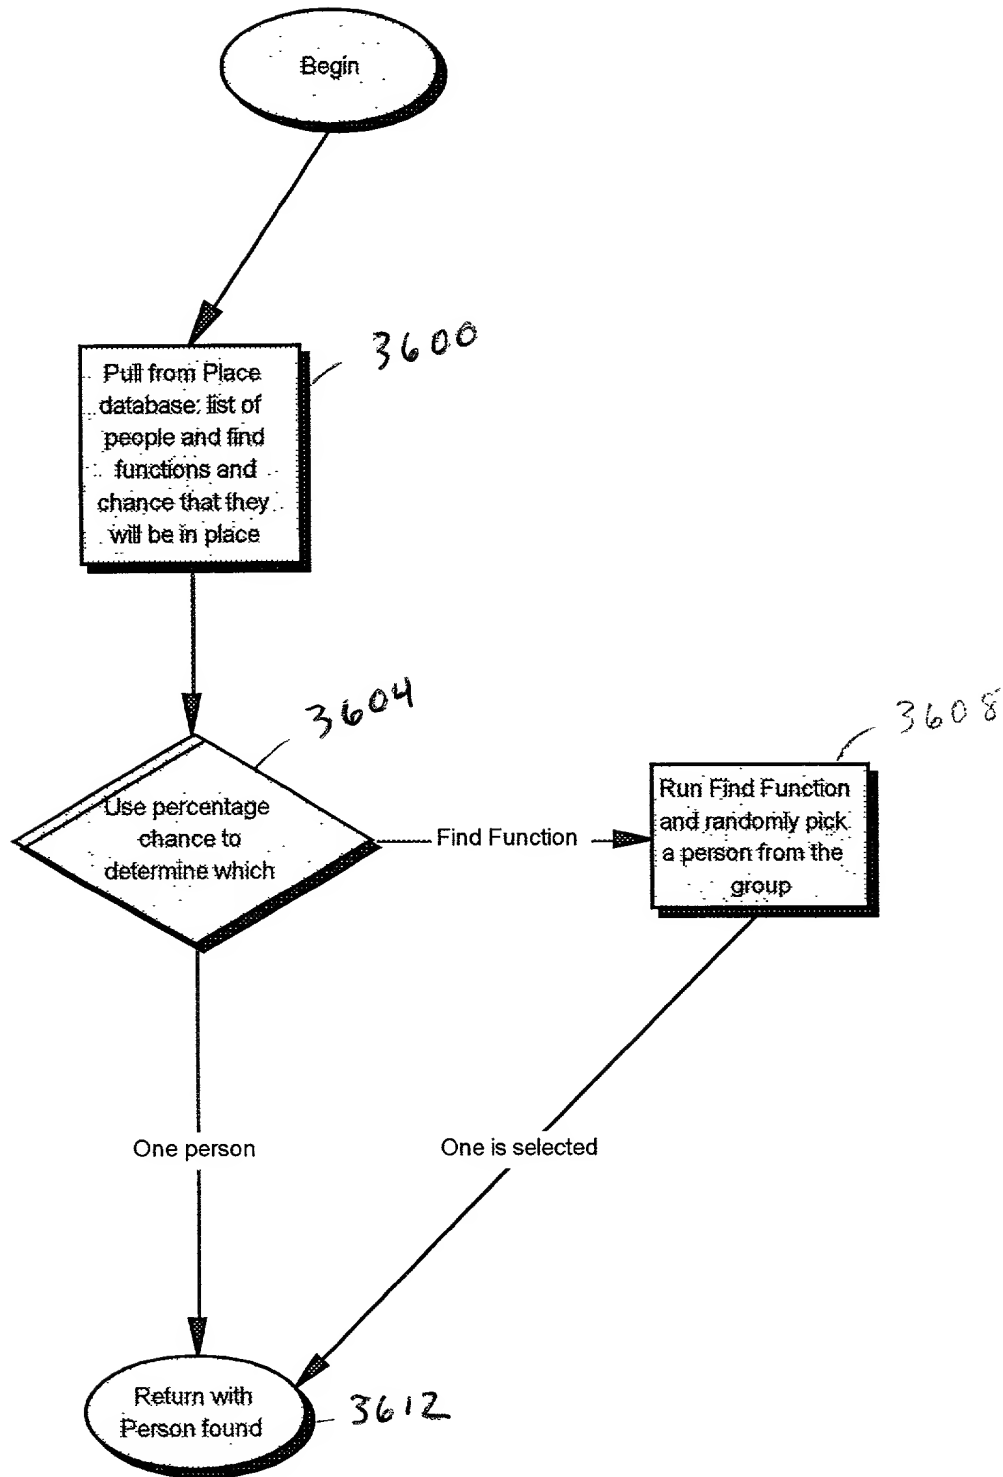 Begin
3600
Pull from Place
database: list of
people and find
functions and
chance that they
will be in place
3604
Use percentage
chance to
determine which
Find Function
3608
Run Find Function
and randomly pick
a person from the
group
One person
One is selected
Return with
Person found
3612